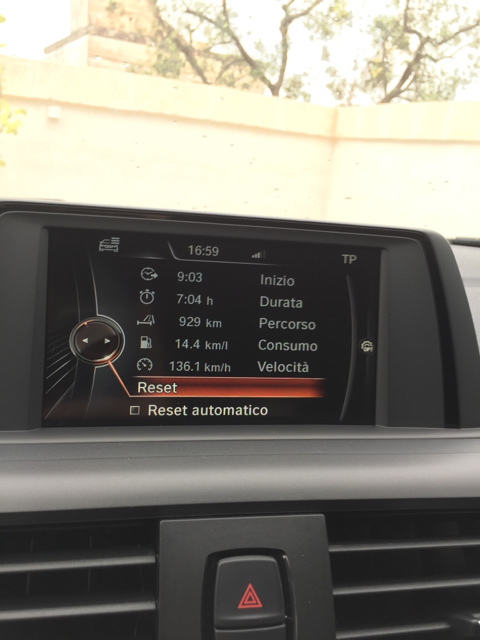 16:59
TP
9:03 Inizio
7:04 h Durata
929 km Percorso
14.4 km/l Consumo
136.1 km/h Velocità
Reset
Reset automatico